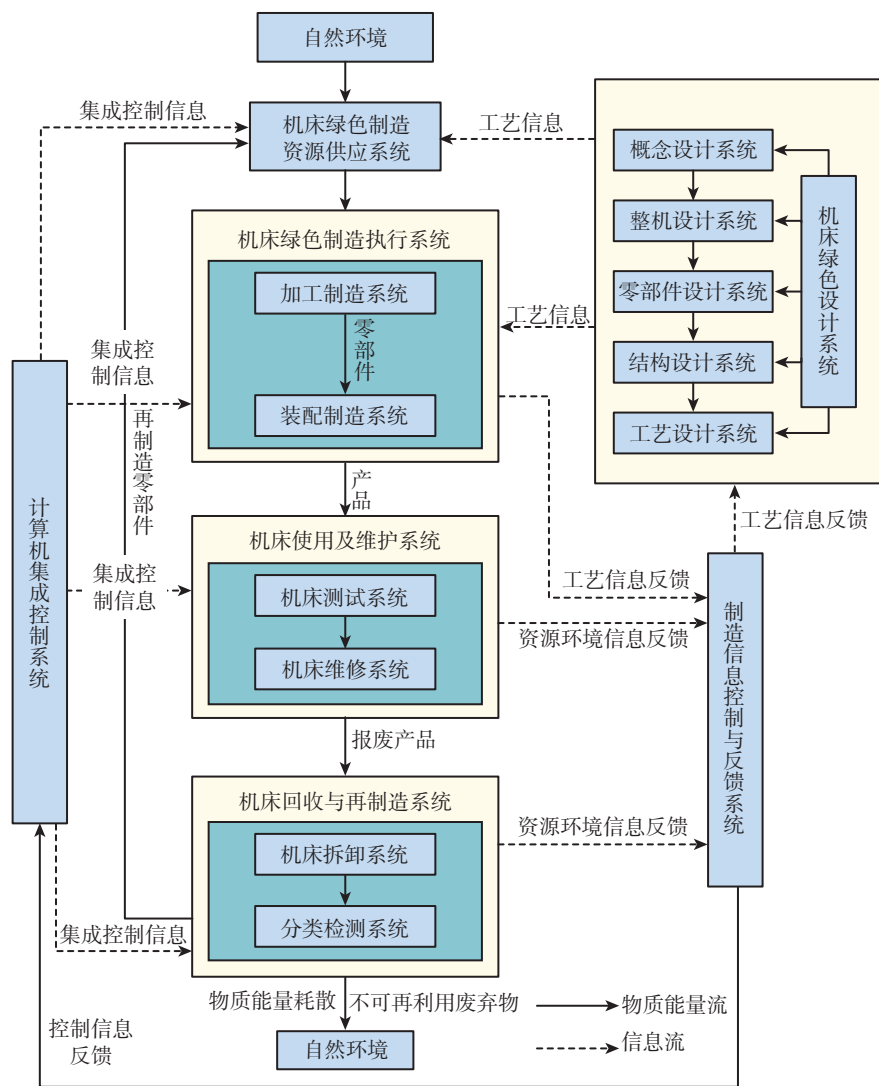 自然环境
集成控制信息
机床绿色制造
资源供应系统
工艺信息
概念设计系统
整机设计系统
零部件设计系统
结构设计系统
工艺设计系统
机床绿色设计系统
机床绿色制造执行系统
加工制造系统
零部件
装配制造系统
工艺信息
集成控
制信息
再制造零部件
产品
工艺信息反馈
计算机集成控制系统
机床使用及维护系统
机床测试系统
机床维修系统
集成控
制信息
工艺信息反馈
资源环境信息反馈
制造信息控制与反馈系统
报废产品
机床回收与再制造系统
机床拆卸系统
分类检测系统
资源环境信息反馈
集成控制信息
物质能量耗散
不可再利用废弃物
物质能量流
控制信息
反馈
自然环境
信息流